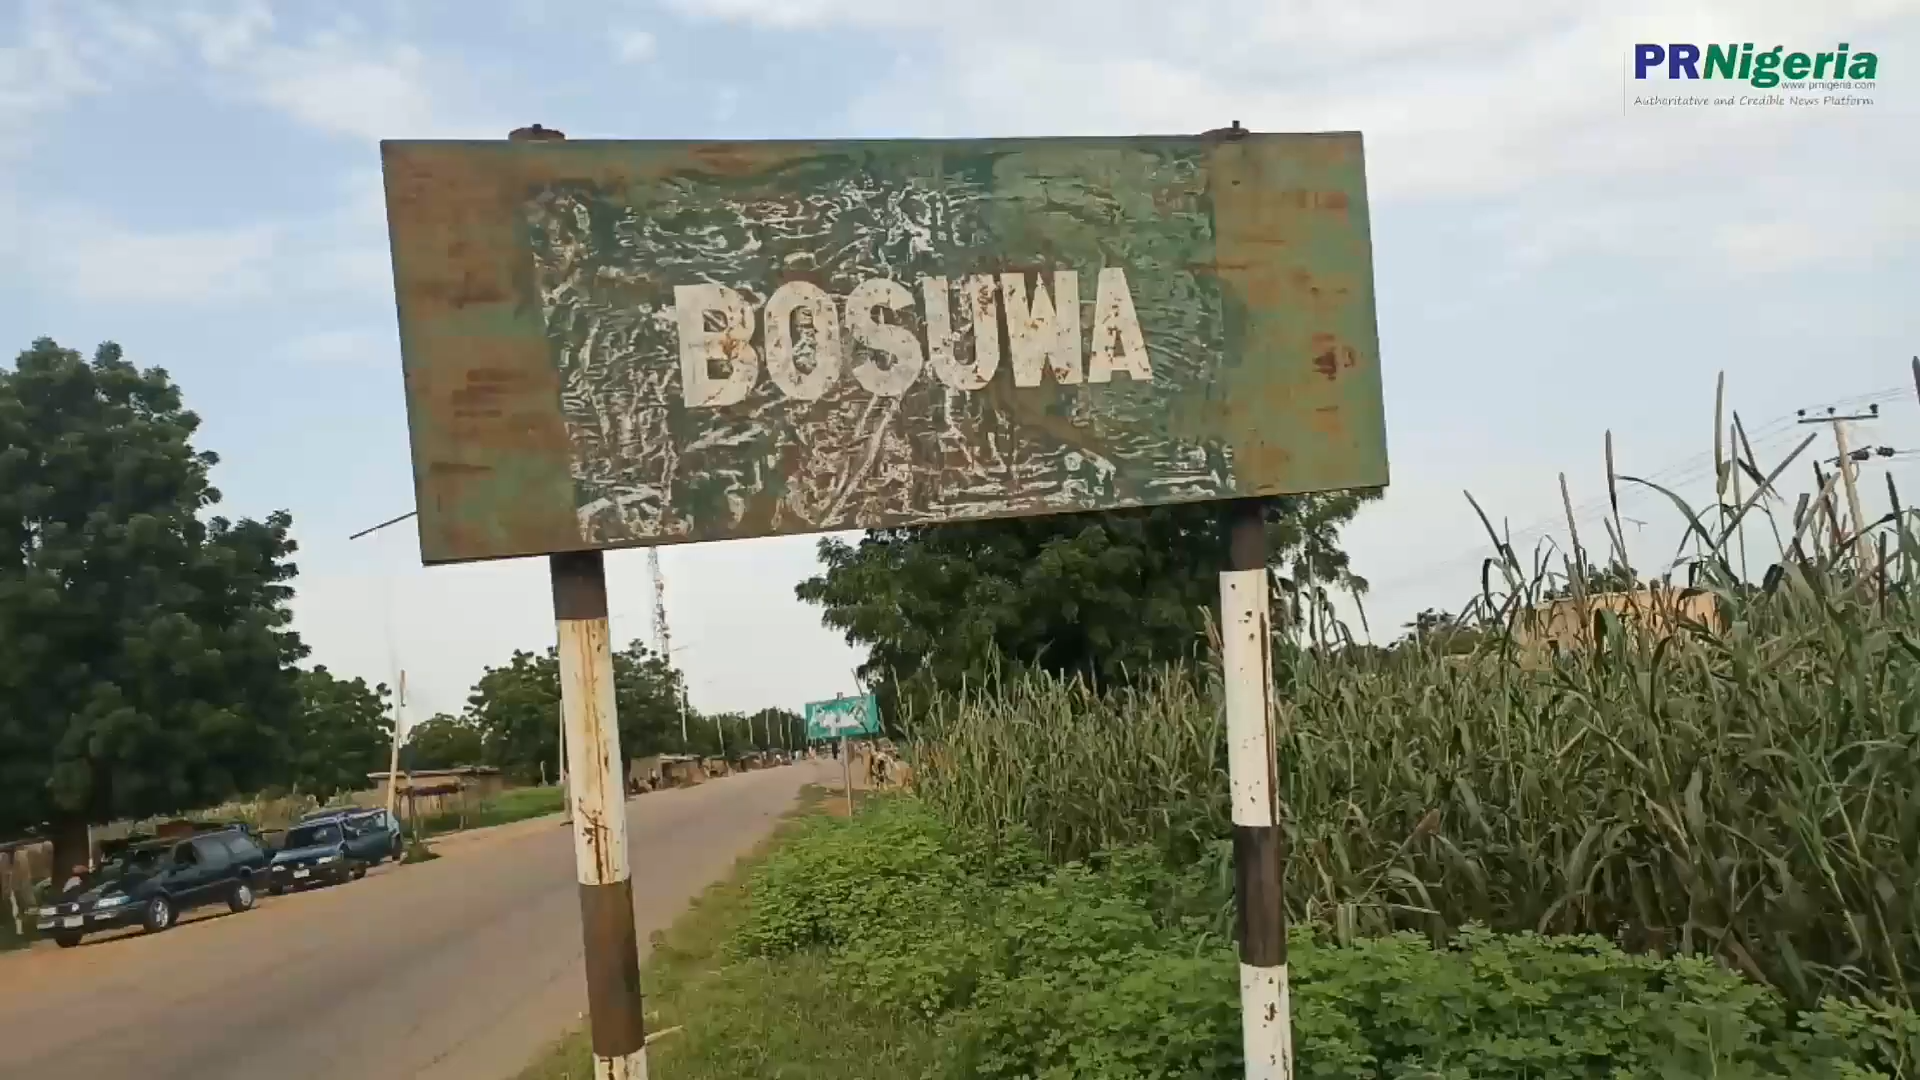 PRNigeria
www.prnigeria.com
Authoritative and Credible News Platform
BOSUWA